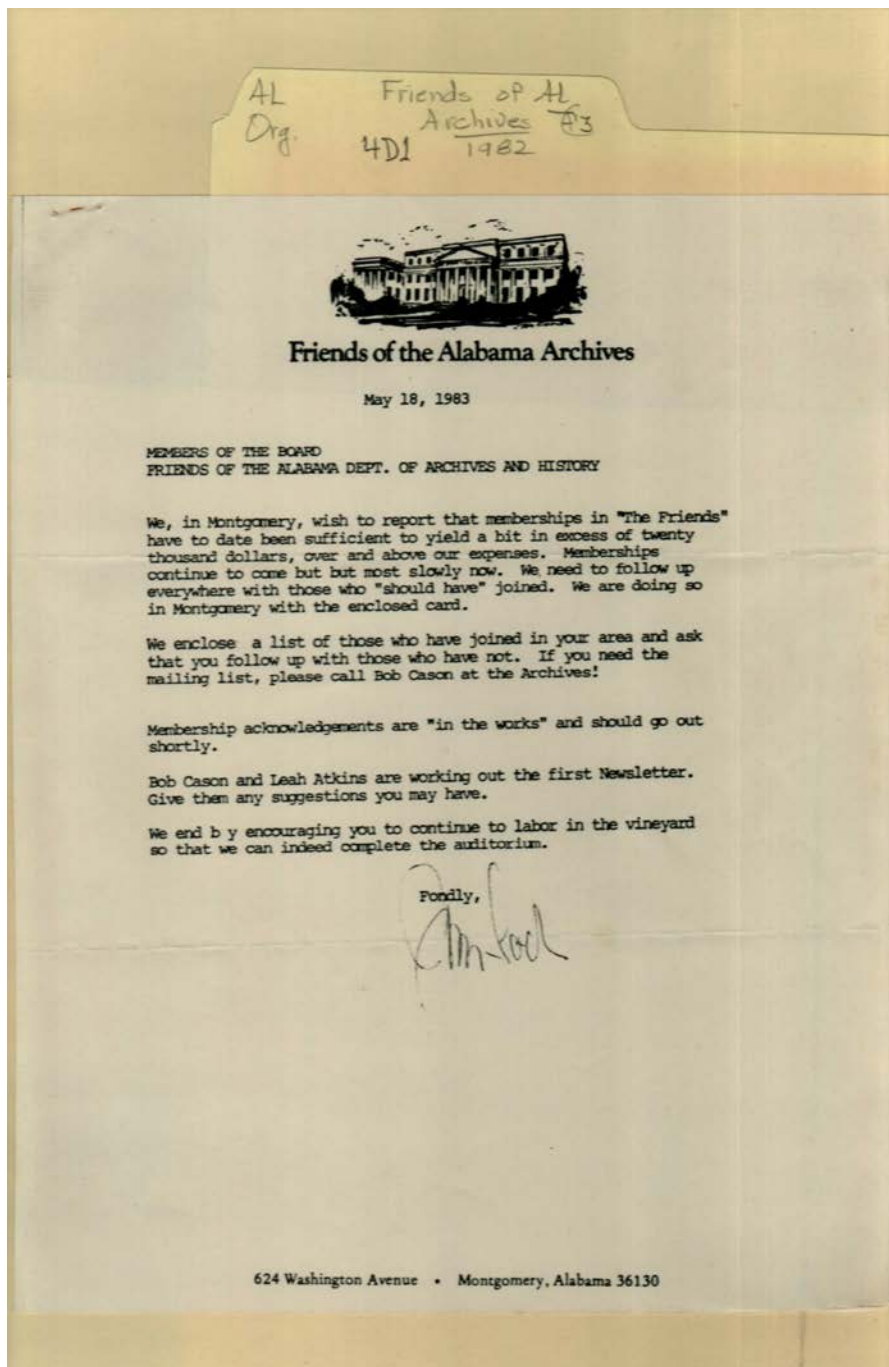 AL Friends of AL
Org. Archives #3
4D1 1982
Friends of the Alabama Archives
May 18, 1983
MEMBERS OF THE BOARD
FRIENDS OF THE ALABAMA DEPT. OF ARCHIVES AND HISTORY
We, in Montgomery, wish to report that memberships in "The Friends"
have to date been sufficient to yield a bit in excess of twenty
thousand dollars, over and above our expenses. Memberships
continue to come but but most slowly now. We need to follow up
everywhere with those who "should have" joined. We are doing so
in Montgomery with the enclosed card.
We enclose a list of those who have joined in your area and ask
that you follow up with those who have not. If you need the
mailing list, please call Bob Cason at the Archives!
Membership acknowledgements are "in the works" and should go out
shortly.
Bob Cason and Leah Atkins are working out the first Newsletter.
Give them any suggestions you may have.
We end b y encouraging you to continue to labor in the vineyard
so that we can indeed complete the auditorium.
Fondly,
624 Washington Avenue • Montgomery, Alabama 36130